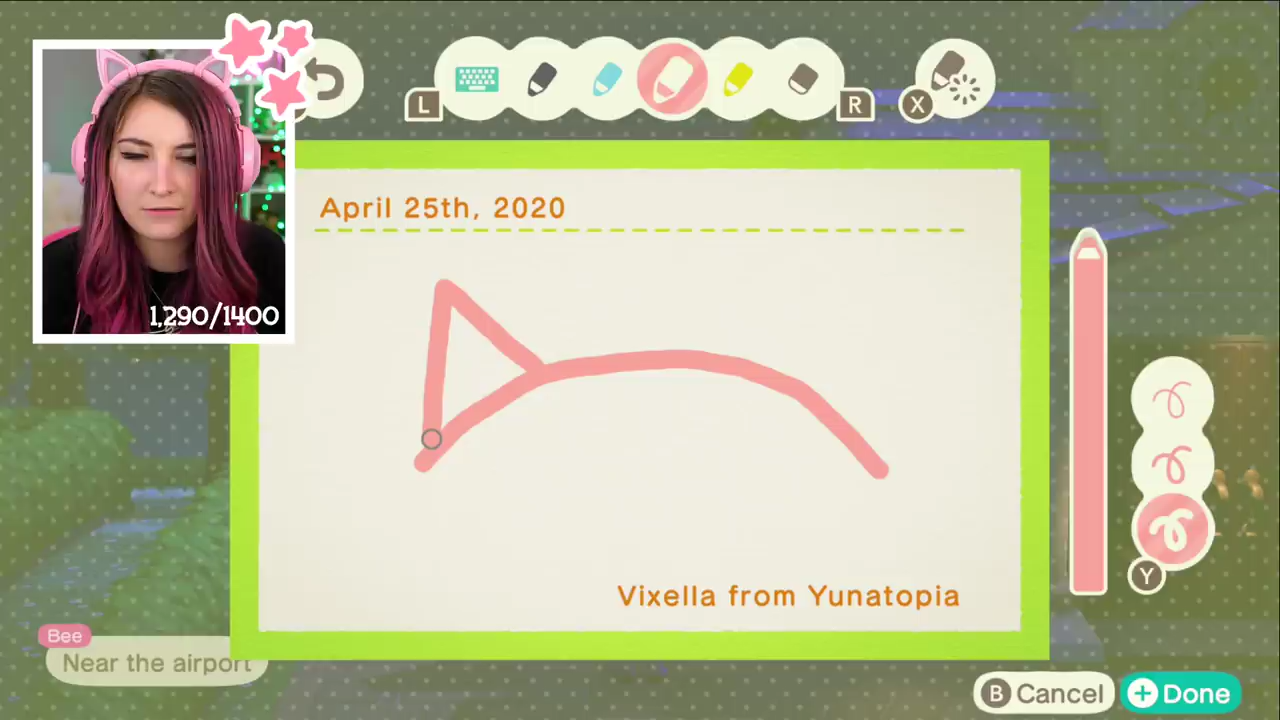 L
R
X
April 25th, 2020
1,290/1400
Vixella from Yunatopia
Y
Bee
Near the airport
B Cancel
+ Done